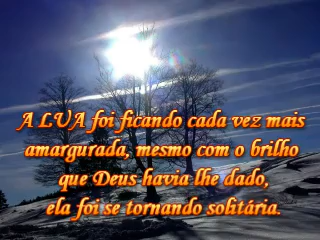 A LUA foi ficando cada vez mais
amargurada, mesmo com o brilho
que Deus havia lhe dado,
ela foi se tornando solitária.